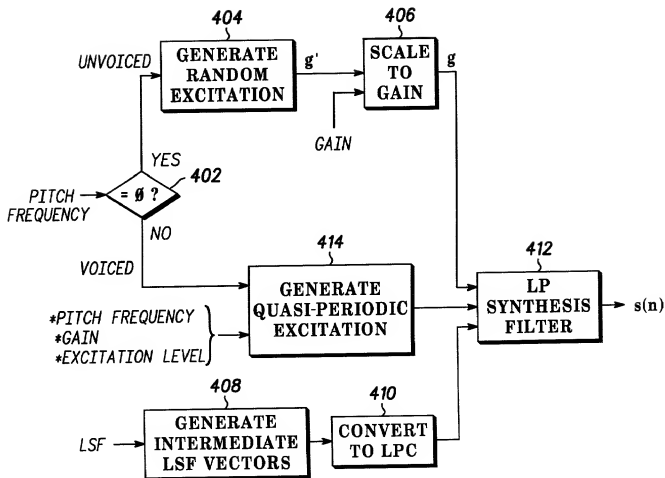 404
406
UNVOICED
GENERATE
RANDOM
EXCITATION
g'
SCALE
TO
GAIN
g
GAIN
YES
402
PITCH
FREQUENCY
= Ø ?
NO
VOICED
414
GENERATE
QUASI-PERIODIC
EXCITATION
412
LP
SYNTHESIS
FILTER
s(n)
*PITCH FREQUENCY
*GAIN
*EXCITATION LEVEL
408
410
LSF
GENERATE
INTERMEDIATE
LSF VECTORS
CONVERT
TO LPC